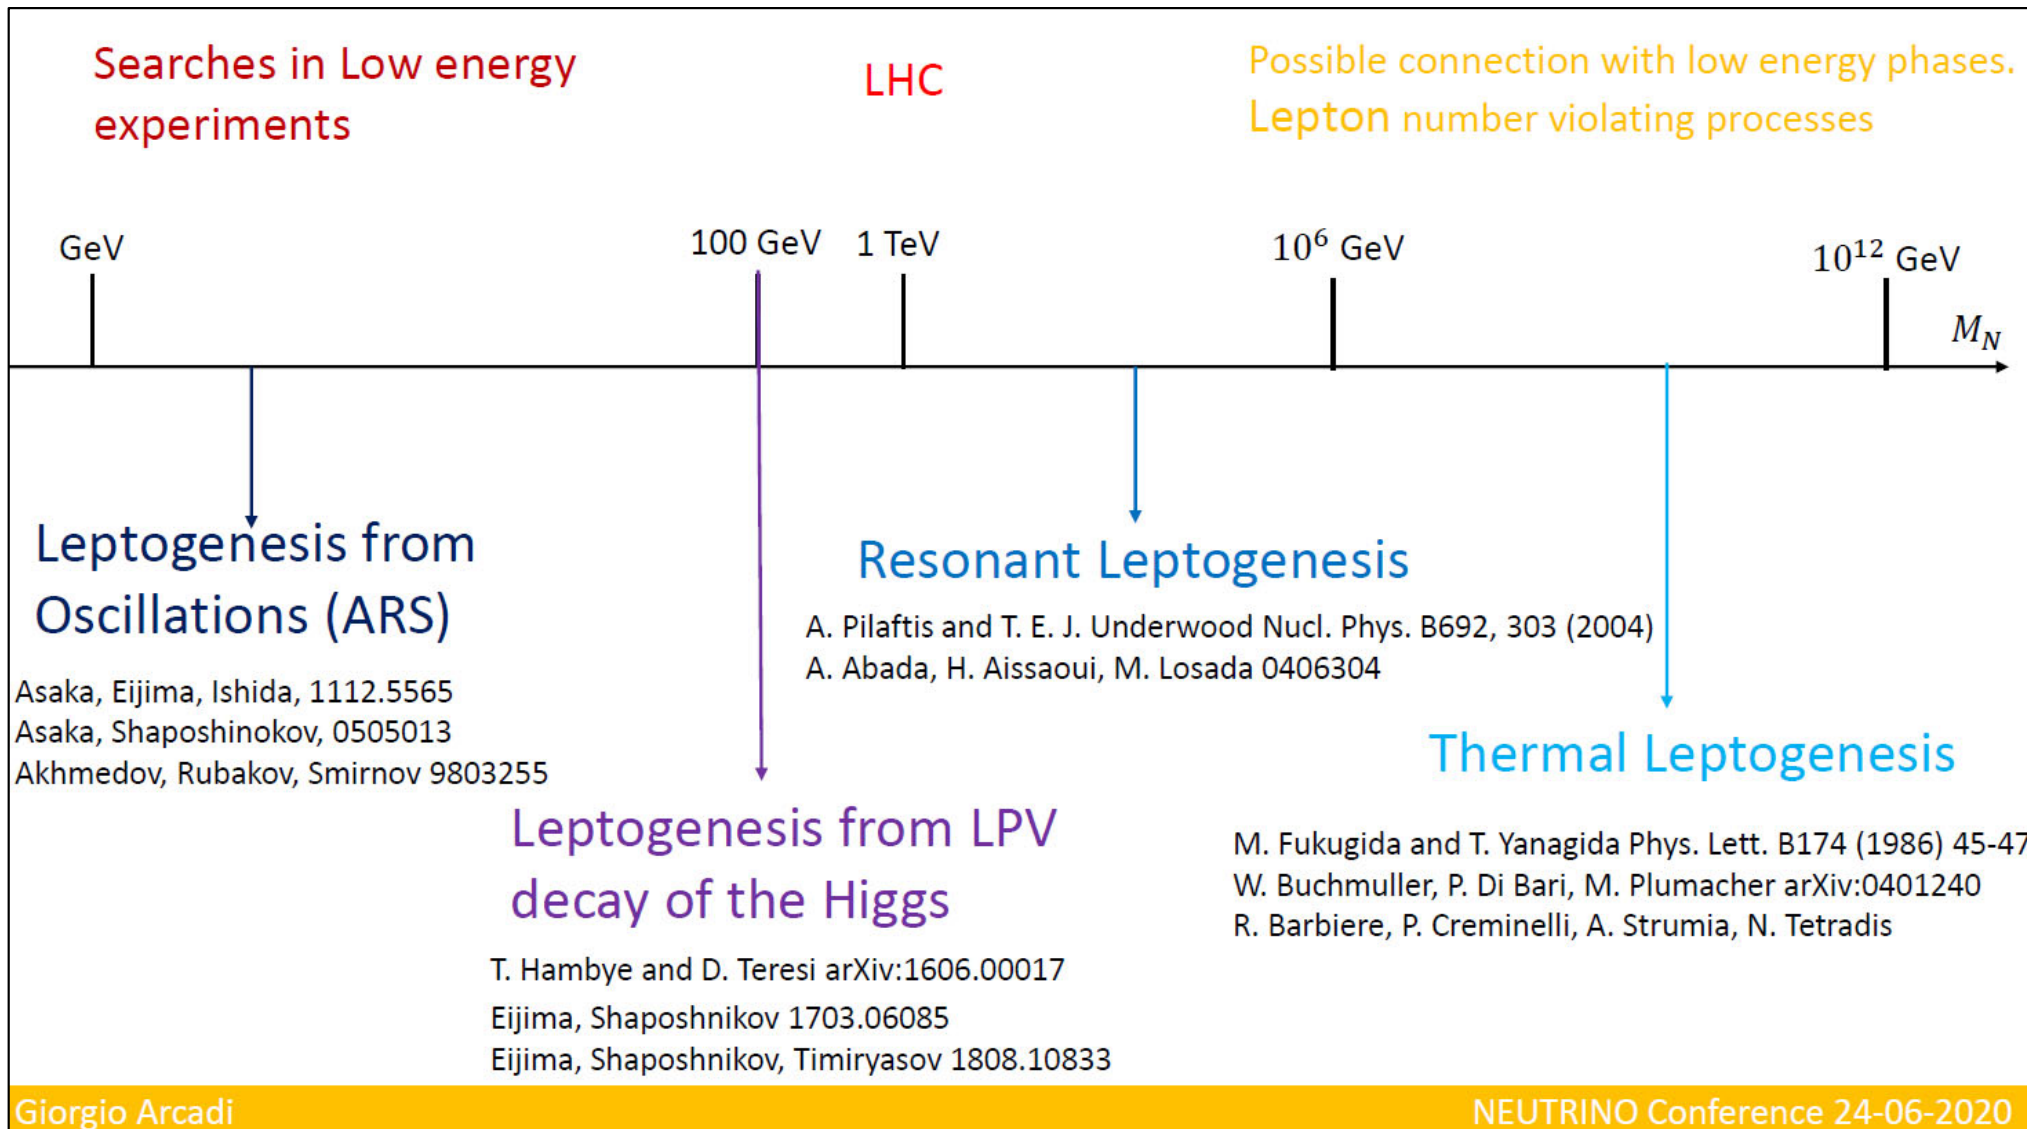 Searches in Low energy
experiments
LHC
Possible connection with low energy phases.
Lepton number violating processes
GeV
100 GeV
1 TeV
10⁶ GeV
10¹² GeV
M_N
Leptogenesis from
Oscillations (ARS)
Asaka, Eijima, Ishida, 1112.5565
Asaka, Shaposhinokov, 0505013
Akhmedov, Rubakov, Smirnov 9803255
Leptogenesis from LPV
decay of the Higgs
T. Hambye and D. Teresi arXiv:1606.00017
Eijima, Shaposhnikov 1703.06085
Eijima, Shaposhnikov, Timiryasov 1808.10833
Resonant Leptogenesis
A. Pilaftis and T. E. J. Underwood Nucl. Phys. B692, 303 (2004)
A. Abada, H. Aissaoui, M. Losada 0406304
Thermal Leptogenesis
M. Fukugida and T. Yanagida Phys. Lett. B174 (1986) 45-47
W. Buchmuller, P. Di Bari, M. Plumacher arXiv:0401240
R. Barbiere, P. Creminelli, A. Strumia, N. Tetradis
Giorgio Arcadi
NEUTRINO Conference 24-06-2020